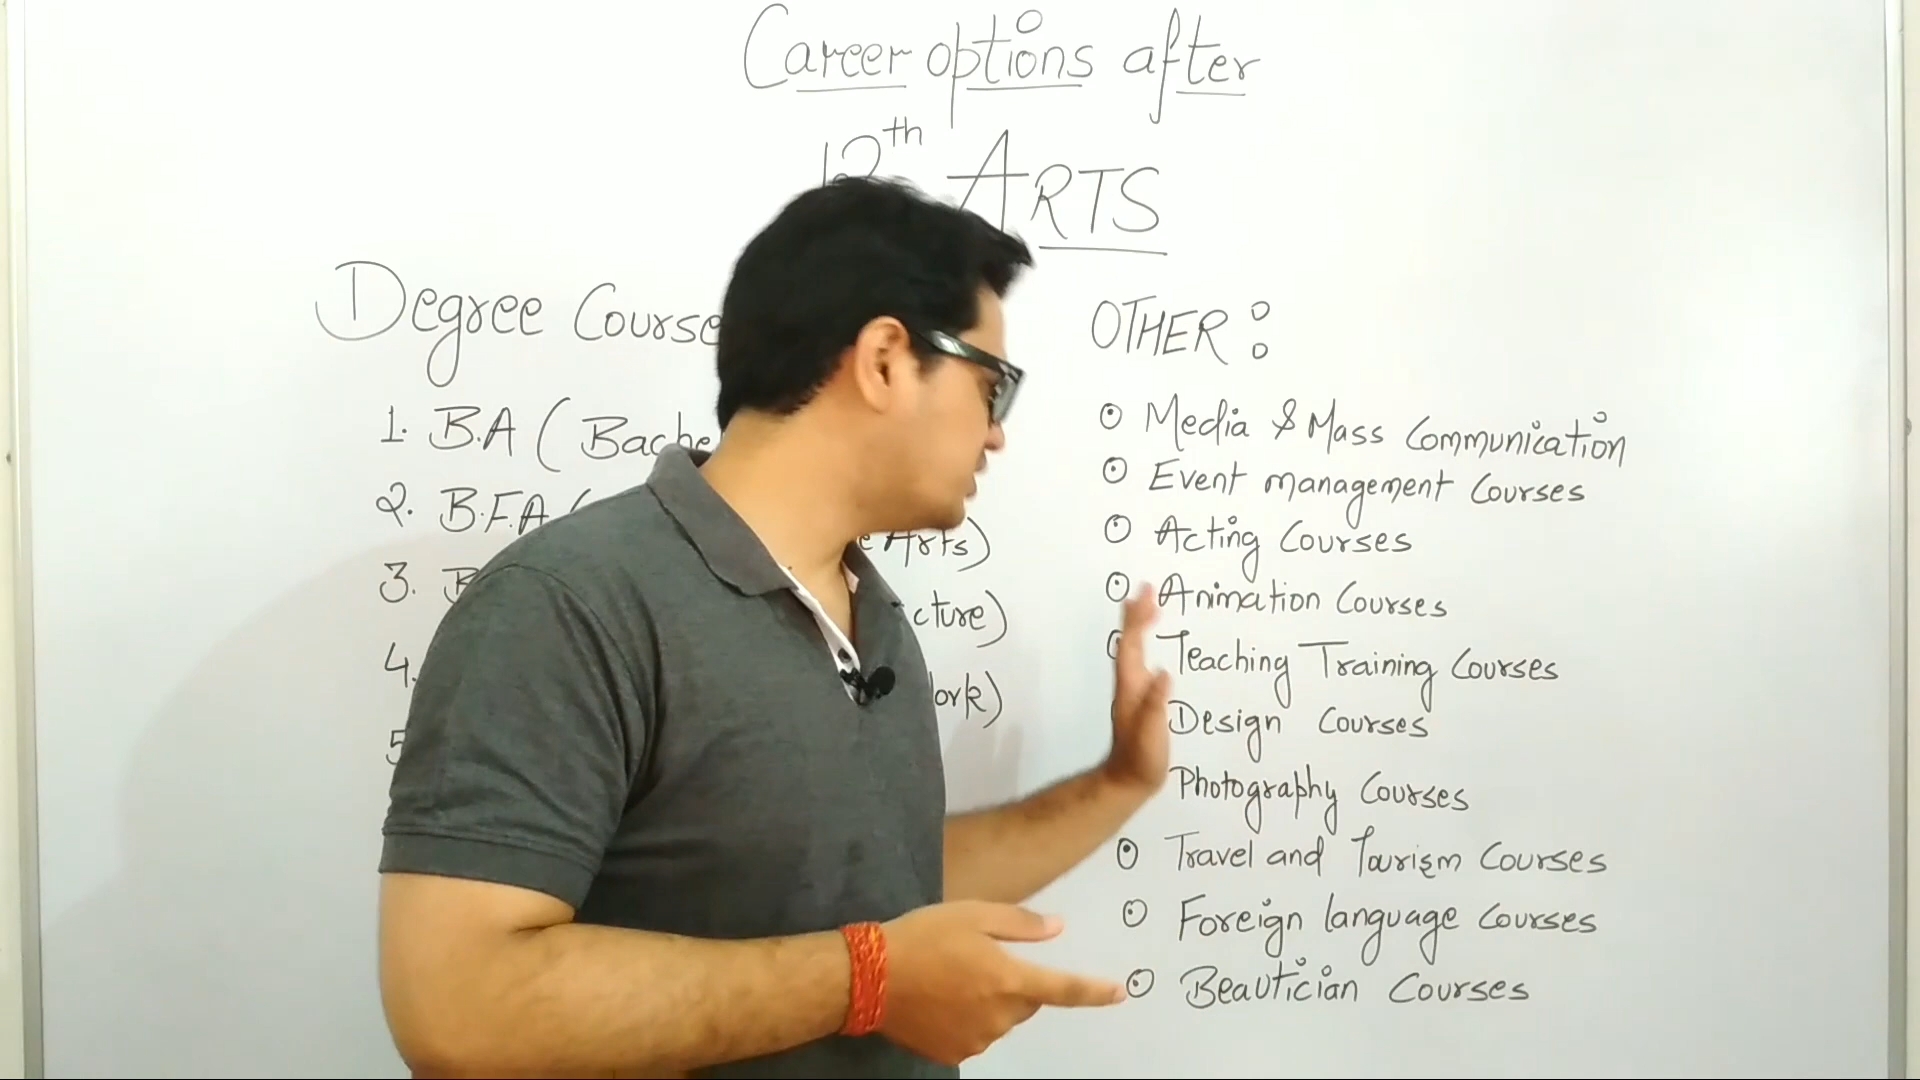 Career options after
12th ARTS
Degree Course
1. B.A ( Bache
2. B.F.A ( e Arts)
3. B cture)
4. ork)
5
OTHER :
Media & Mass Communication
Event management Courses
Acting Courses
Animation Courses
Teaching Training Courses
Design Courses
Photography Courses
Travel and Tourism Courses
Foreign language Courses
Beautician Courses